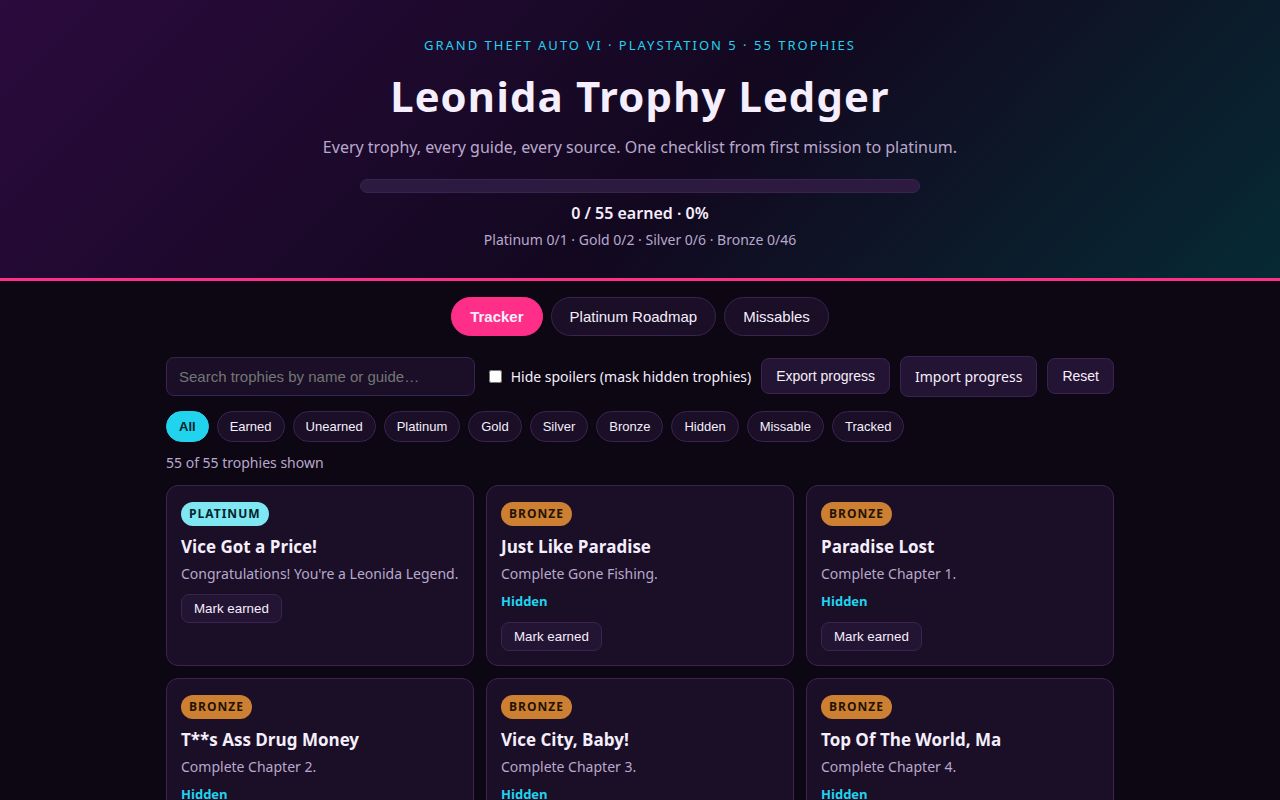 GRAND THEFT AUTO VI · PLAYSTATION 5 · 55 TROPHIES
Leonida Trophy Ledger
Every trophy, every guide, every source. One checklist from first mission to platinum.
0 / 55 earned · 0%
Platinum 0/1 · Gold 0/2 · Silver 0/6 · Bronze 0/46
Tracker Platinum Roadmap Missables
Search trophies by name or guide… Hide spoilers (mask hidden trophies) Export progress Import progress Reset
All Earned Unearned Platinum Gold Silver Bronze Hidden Missable Tracked
55 of 55 trophies shown
PLATINUM
Vice Got a Price!
Congratulations! You're a Leonida Legend.
Mark earned
BRONZE
Just Like Paradise
Complete Gone Fishing.
Hidden
Mark earned
BRONZE
Paradise Lost
Complete Chapter 1.
Hidden
Mark earned
BRONZE
T**s Ass Drug Money
Complete Chapter 2.
Hidden
BRONZE
Vice City, Baby!
Complete Chapter 3.
Hidden
BRONZE
Top Of The World, Ma
Complete Chapter 4.
Hidden